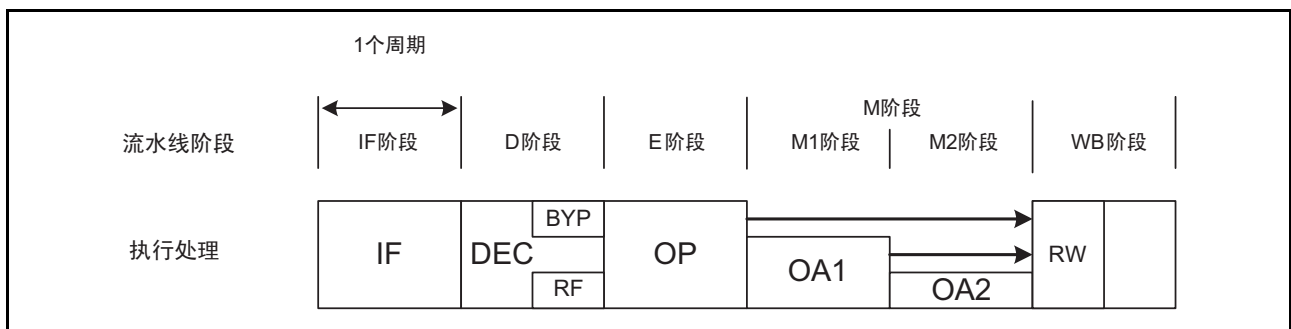 1个周期
M阶段
流水线阶段 IF阶段 D阶段 E阶段 M1阶段 M2阶段 WB阶段
BYP
执行处理 IF DEC OP OA1 RW
RF OA2